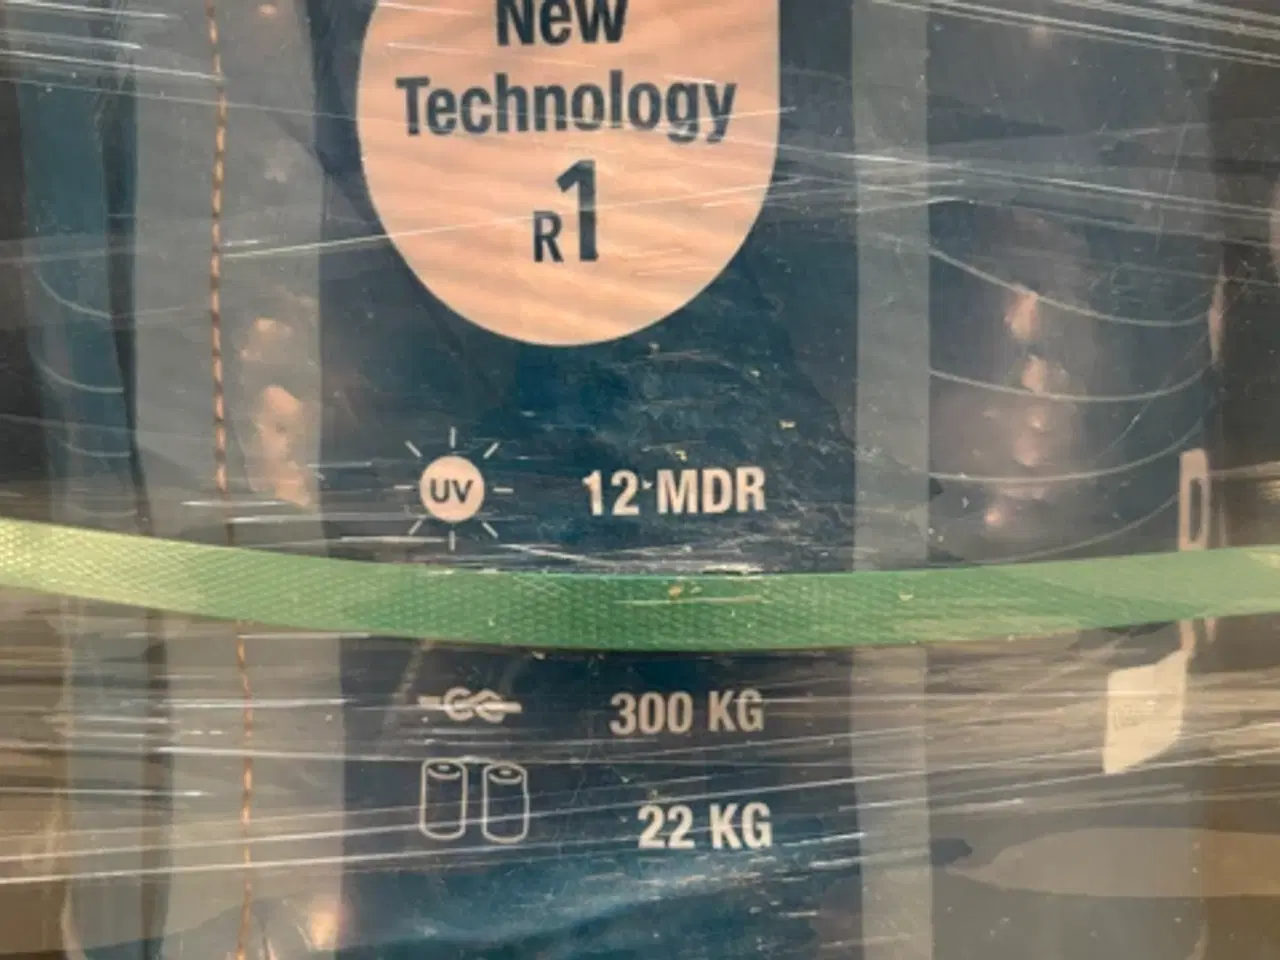 New
Technology
R1
UV
12 MDR
300 KG
22 KG